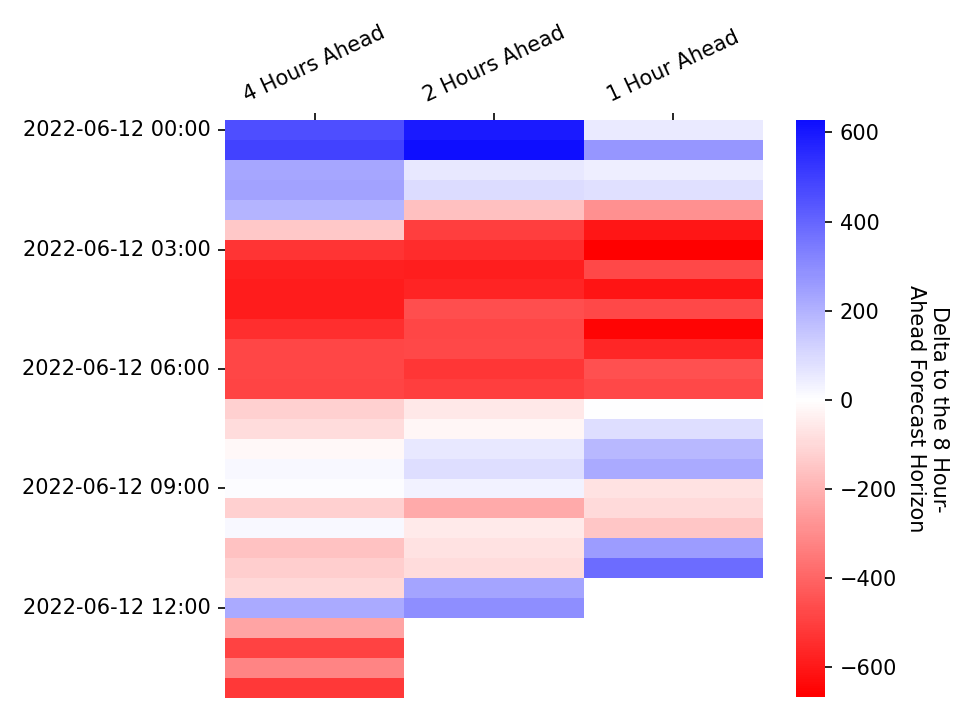 4 Hours Ahead
2 Hours Ahead
1 Hour Ahead
2022-06-12 00:00
2022-06-12 03:00
2022-06-12 06:00
2022-06-12 09:00
2022-06-12 12:00
600
400
200
0
−200
−400
−600
Delta to the 8 Hour-
Ahead Forecast Horizon